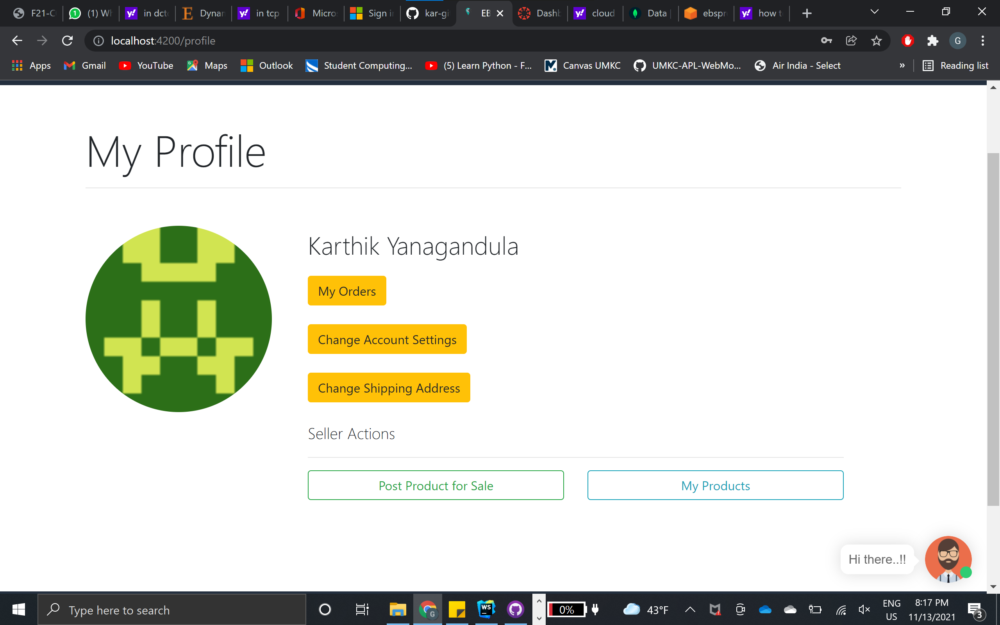 F21-C
1 (1) Wh
in dct
Dynan
in tcp
Micro
Sign i
kar-gi
EB
Dashb
cloud
Data
ebspr
how t
localhost:4200/profile
G
Apps
Gmail
YouTube
Maps
Outlook
Student Computing...
(5) Learn Python - F...
Canvas UMKC
UMKC-APL-WebMo...
Air India - Select
»
Reading list
My Profile
Karthik Yanagandula
My Orders
Change Account Settings
Change Shipping Address
Seller Actions
Post Product for Sale
My Products
Hi there..!!
Type here to search
G
WS
0%
43°F
ENG
US
8:17 PM
11/13/2021
3